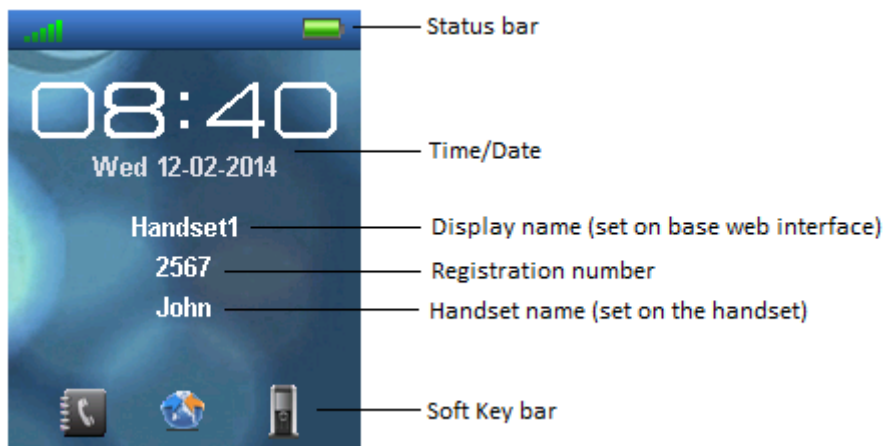 Status bar
08:40
Time/Date
Wed 12-02-2014
Handset1
Display name (set on base web interface)
2567
Registration number
John
Handset name (set on the handset)
Soft Key bar